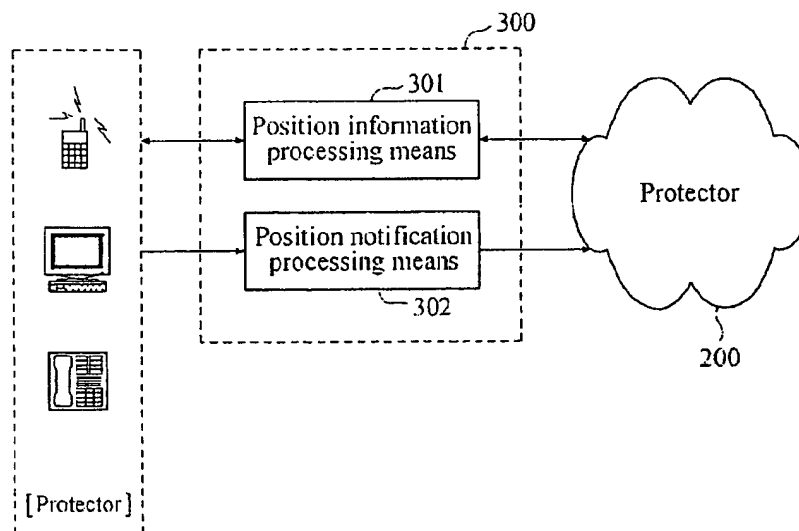 300
301
Position information
processing means
Protector
Position notification
processing means
302
200
[Protector]